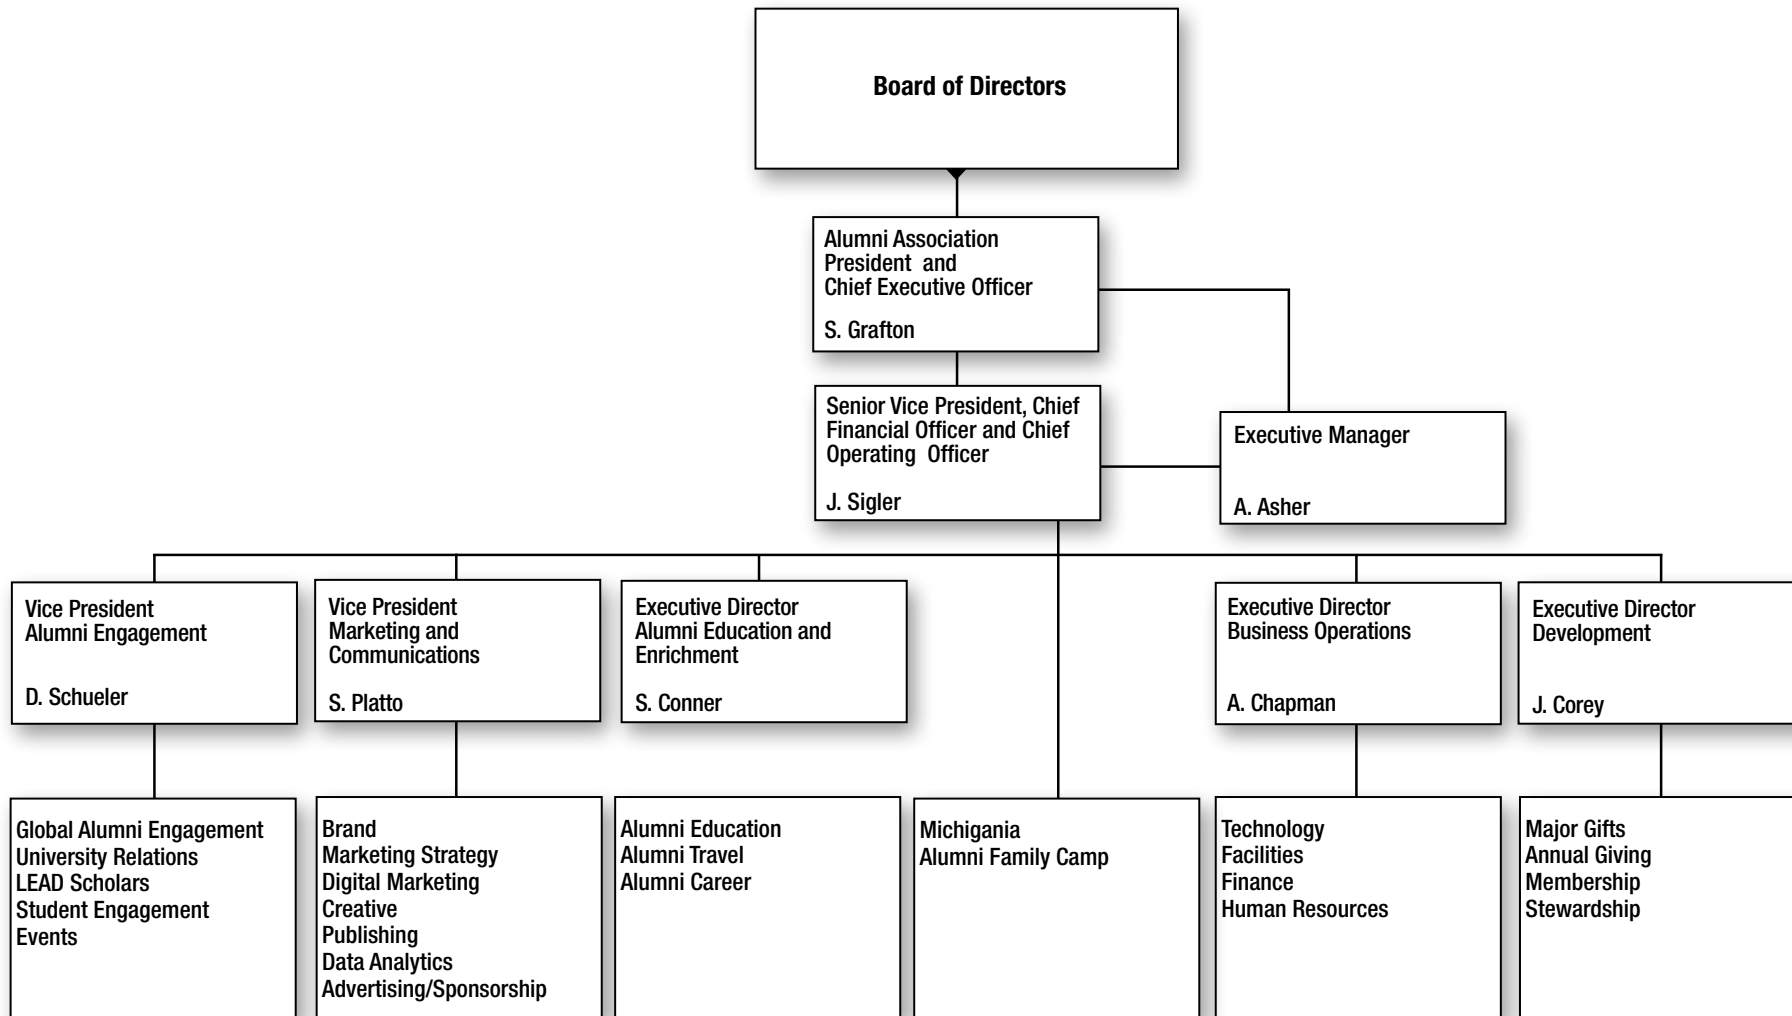 Board of Directors
Alumni Association
President and
Chief Executive Officer
S. Grafton
Senior Vice President, Chief
Financial Officer and Chief
Operating Officer
J. Sigler
Executive Manager
A. Asher
Vice President
Alumni Engagement
D. Schueler
Vice President
Marketing and
Communications
S. Platto
Executive Director
Alumni Education and
Enrichment
S. Conner
Executive Director
Business Operations
A. Chapman
Executive Director
Development
J. Corey
Global Alumni Engagement
University Relations
LEAD Scholars
Student Engagement
Events
Brand
Marketing Strategy
Digital Marketing
Creative
Publishing
Data Analytics
Advertising/Sponsorship
Alumni Education
Alumni Travel
Alumni Career
Michigania
Alumni Family Camp
Technology
Facilities
Finance
Human Resources
Major Gifts
Annual Giving
Membership
Stewardship